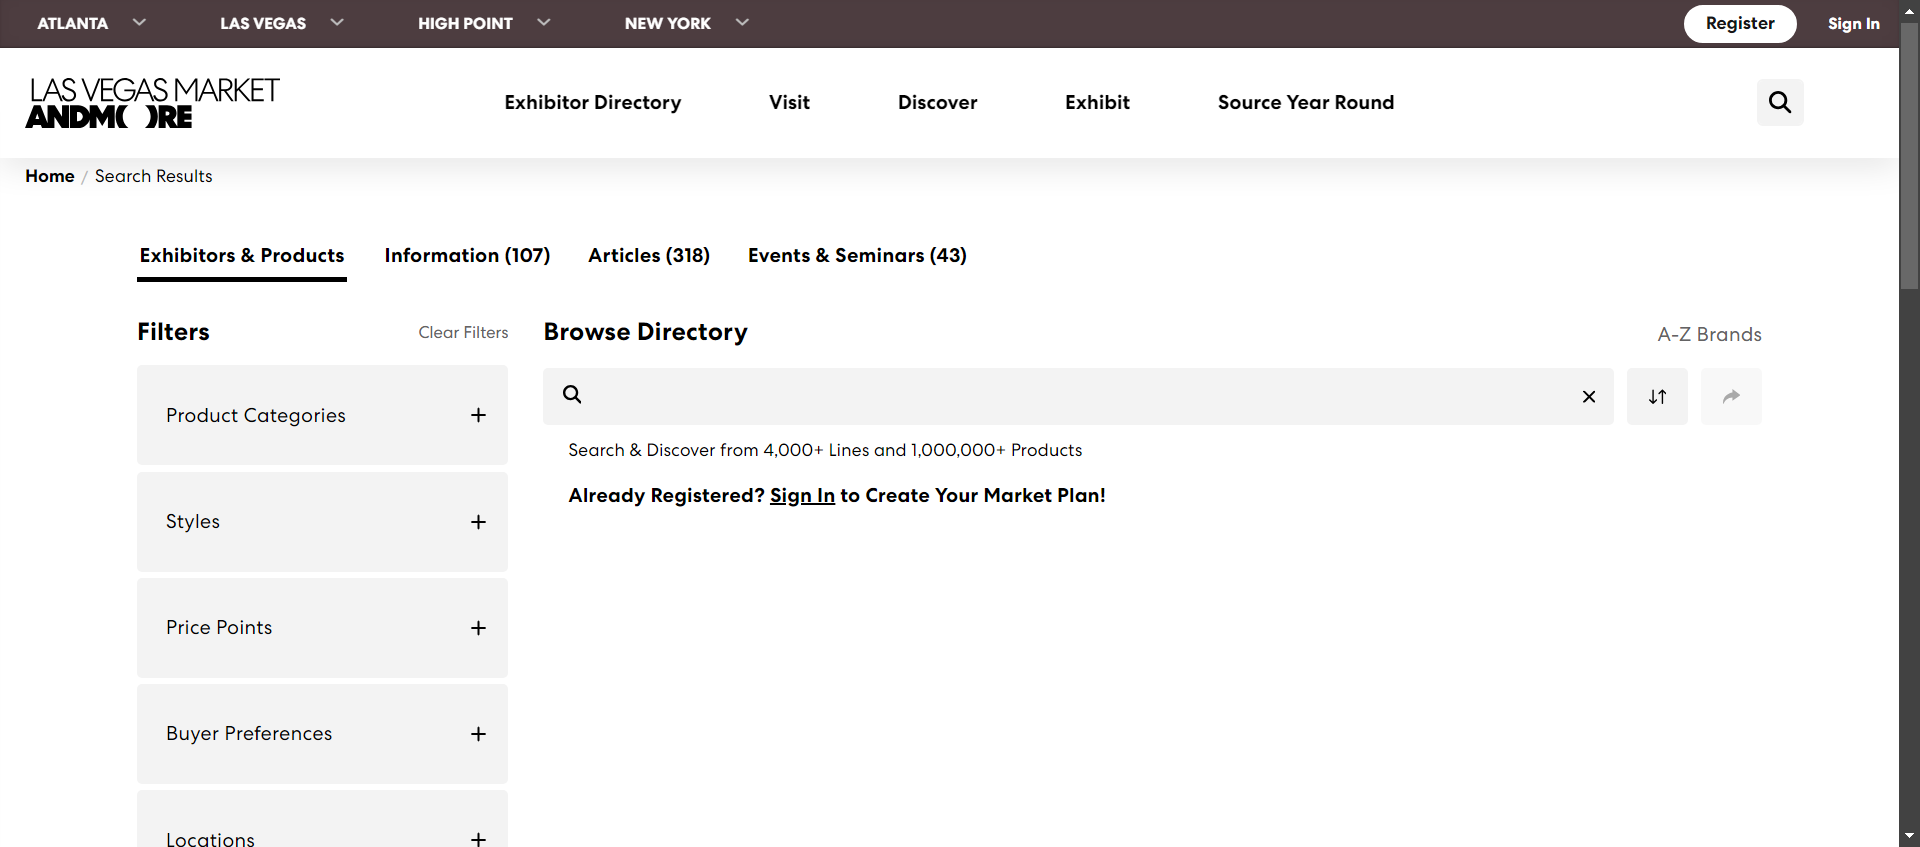 ATLANTA LAS VEGAS HIGH POINT NEW YORK Register Sign In
LAS VEGAS MARKET
ANDMORE
Exhibitor Directory Visit Discover Exhibit Source Year Round
Home / Search Results
Exhibitors & Products Information (107) Articles (318) Events & Seminars (43)
Filters Clear Filters
Browse Directory A-Z Brands
Product Categories
Search & Discover from 4,000+ Lines and 1,000,000+ Products
Already Registered? Sign In to Create Your Market Plan!
Styles
Price Points
Buyer Preferences
Locations